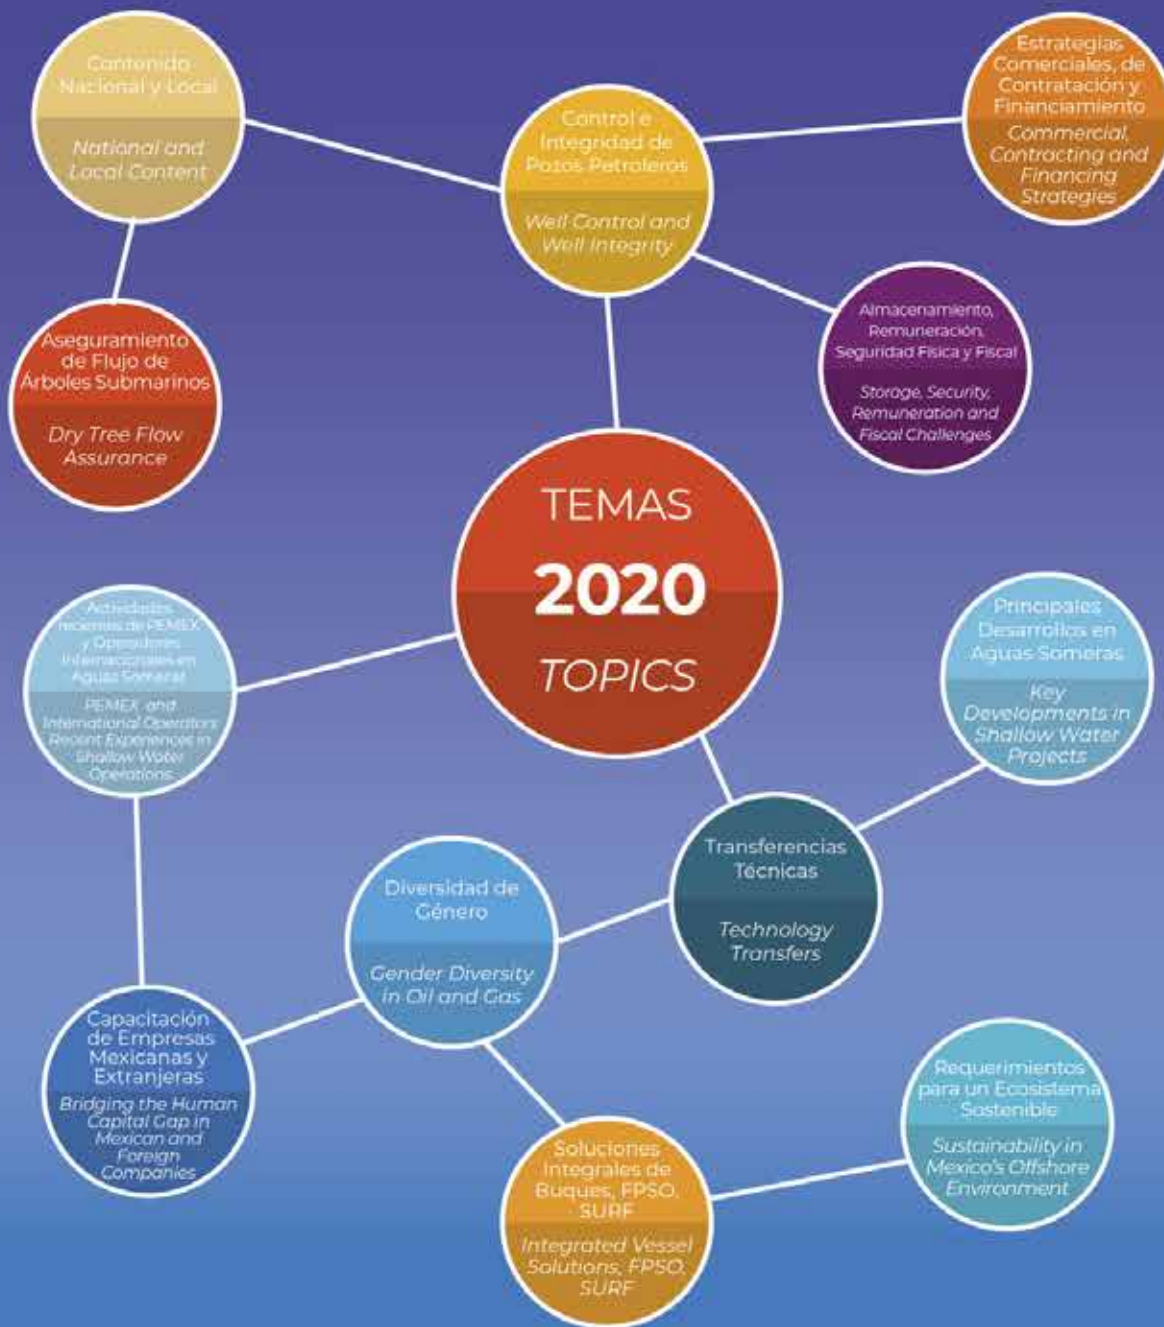 Contenido
Nacional y Local
National and
Local Content
Control e
Integridad de
Pozos Petroleros
Well Control and
Well Integrity
Estrategias
Comerciales, de
Contratación y
Financiamiento
Commercial,
Contracting and
Financing
Strategies
Aseguramiento
de Flujo de
Árboles Submarinos
Dry Tree Flow
Assurance
Almacenamiento,
Remuneración,
Seguridad Física y Fiscal
Storage, Security,
Remuneration and
Fiscal Challenges
TEMAS
2020
TOPICS
Actividades
recientes de PEMEX
y Operadores
Internacionales en
Aguas Someras
PEMEX and
International Operators
Recent Experiences in
Shallow Water
Operations
Principales
Desarrollos en
Aguas Someras
Key
Developments in
Shallow Water
Projects
Transferencias
Técnicas
Technology
Transfers
Diversidad de
Género
Gender Diversity
in Oil and Gas
Capacitación
de Empresas
Mexicanas y
Extranjeras
Bridging the Human
Capital Gap in
Mexican and
Foreign
Companies
Requerimientos
para un Ecosistema
Sostenible
Sustainability in
Mexico's Offshore
Environment
Soluciones
Integrales de
Buques, FPSO,
SURF
Integrated Vessel
Solutions, FPSO,
SURF